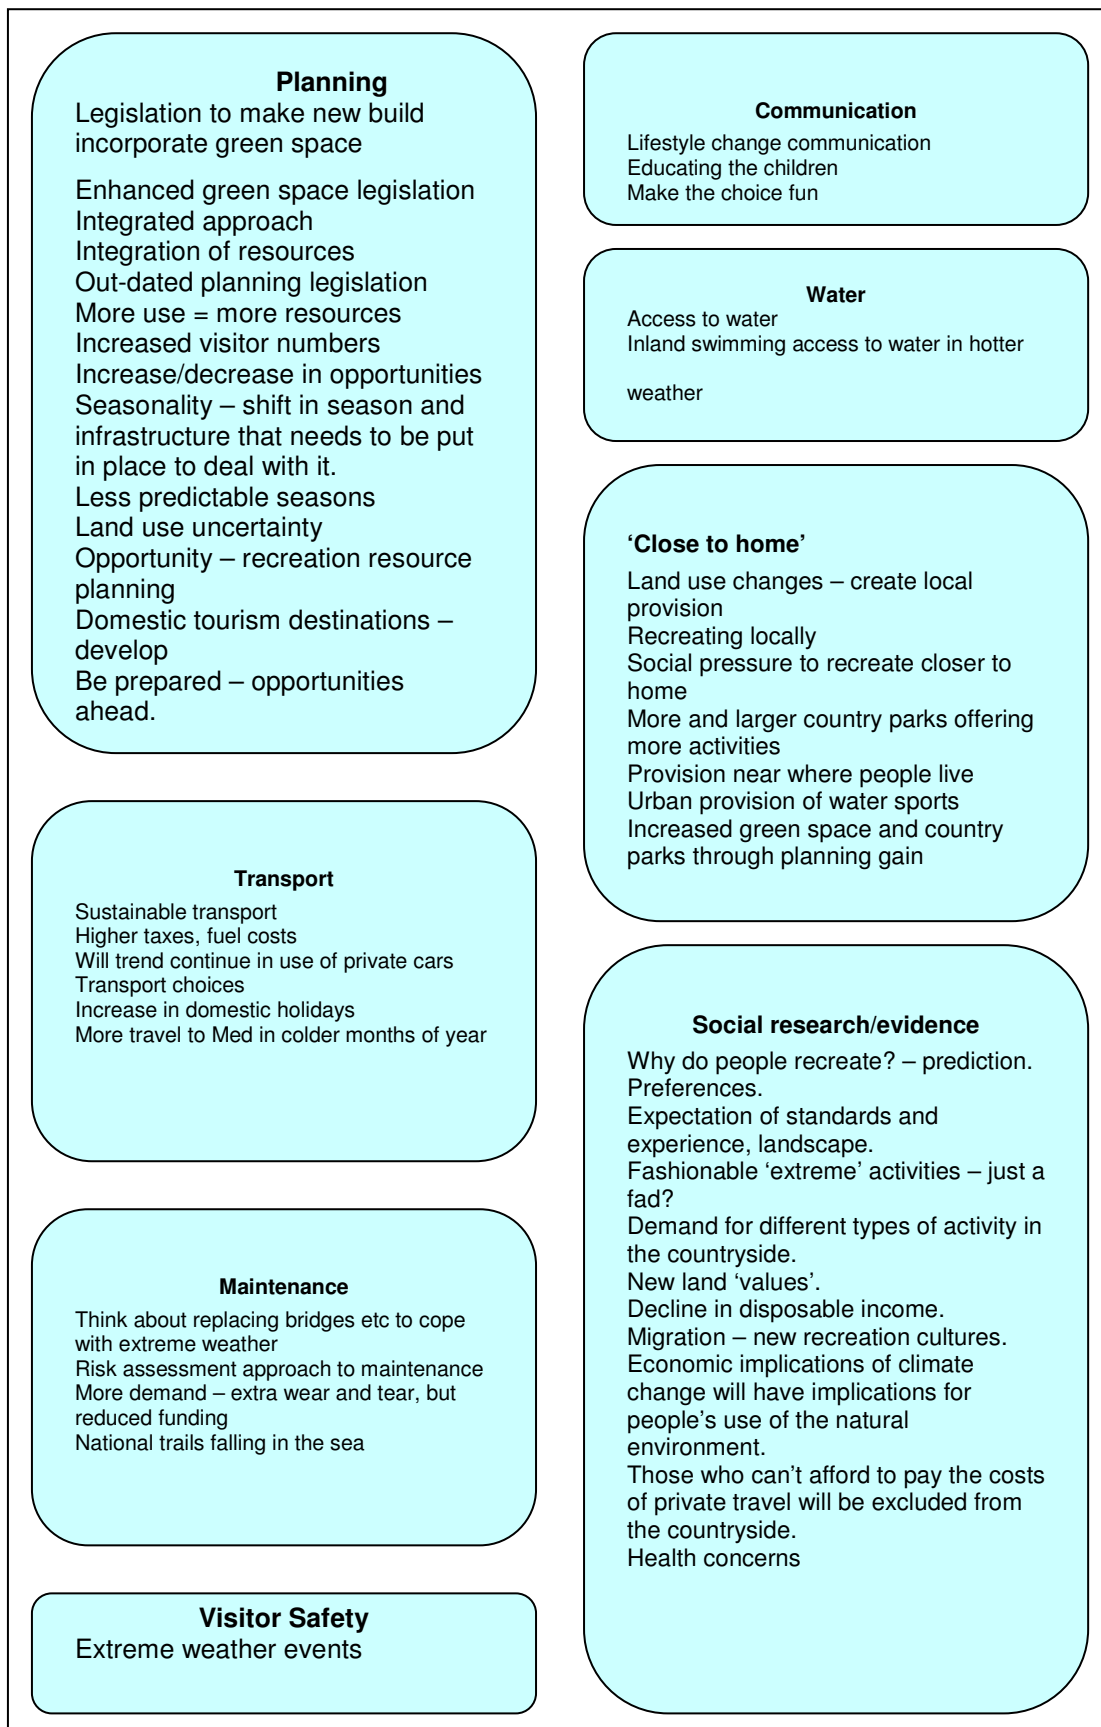 Planning
Legislation to make new build
incorporate green space
Enhanced green space legislation
Integrated approach
Integration of resources
Out-dated planning legislation
More use = more resources
Increased visitor numbers
Increase/decrease in opportunities
Seasonality – shift in season and
infrastructure that needs to be put
in place to deal with it.
Less predictable seasons
Land use uncertainty
Opportunity – recreation resource
planning
Domestic tourism destinations –
develop
Be prepared – opportunities
ahead.
Transport
Sustainable transport
Higher taxes, fuel costs
Will trend continue in use of private cars
Transport choices
Increase in domestic holidays
More travel to Med in colder months of year
Maintenance
Think about replacing bridges etc to cope
with extreme weather
Risk assessment approach to maintenance
More demand – extra wear and tear, but
reduced funding
National trails falling in the sea
Visitor Safety
Extreme weather events
Communication
Lifestyle change communication
Educating the children
Make the choice fun
Water
Access to water
Inland swimming access to water in hotter
weather
‘Close to home’
Land use changes – create local
provision
Recreating locally
Social pressure to recreate closer to
home
More and larger country parks offering
more activities
Provision near where people live
Urban provision of water sports
Increased green space and country
parks through planning gain
Social research/evidence
Why do people recreate? – prediction.
Preferences.
Expectation of standards and
experience, landscape.
Fashionable ‘extreme’ activities – just a
fad?
Demand for different types of activity in
the countryside.
New land ‘values’.
Decline in disposable income.
Migration – new recreation cultures.
Economic implications of climate
change will have implications for
people’s use of the natural
environment.
Those who can’t afford to pay the costs
of private travel will be excluded from
the countryside.
Health concerns